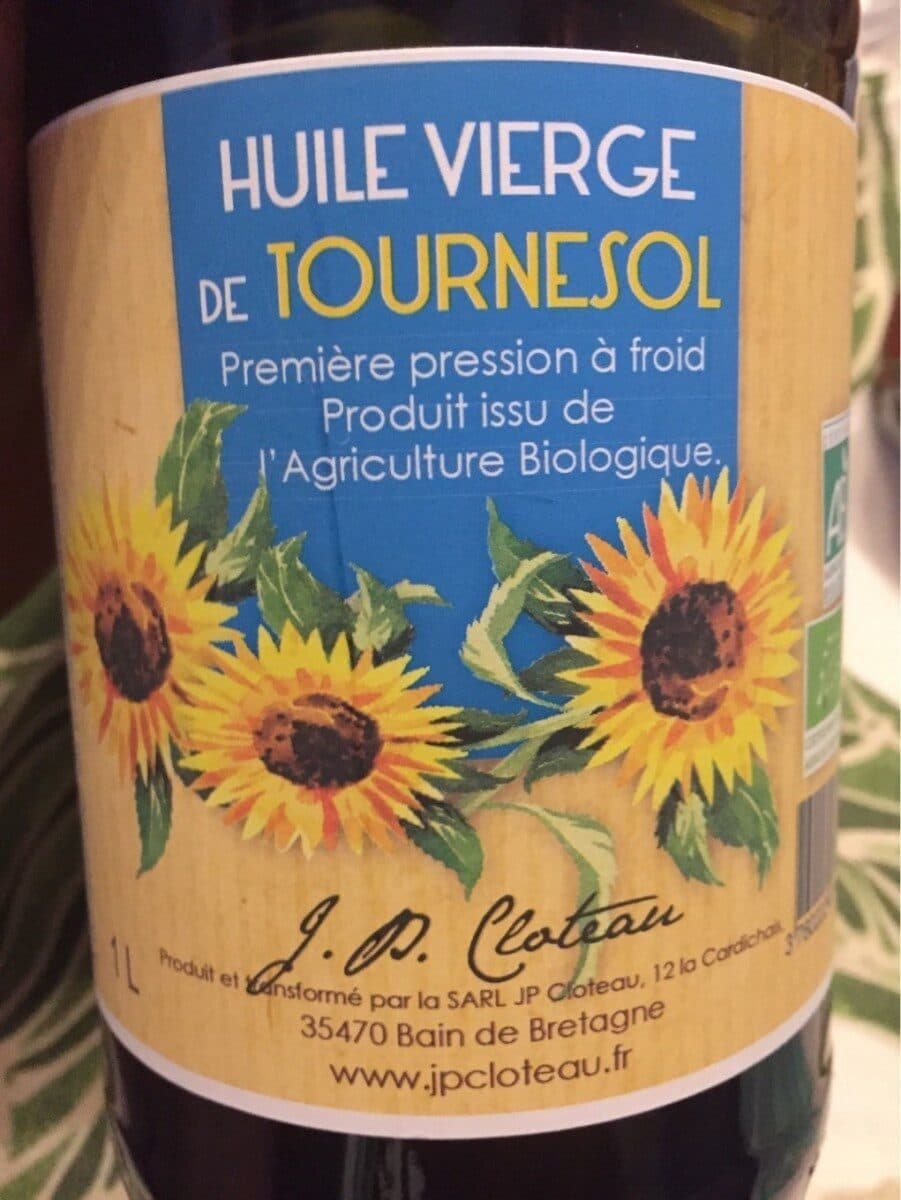 HUILE VIERGE
DE TOURNESOL
Première pression à froid
Produit issu de
l'Agriculture Biologique.
J. P. Cloteau
1 L
Produit et transformé par la SARL JP Cloteau, 12 la Cardichais
35470 Bain de Bretagne
www.jpcloteau.fr